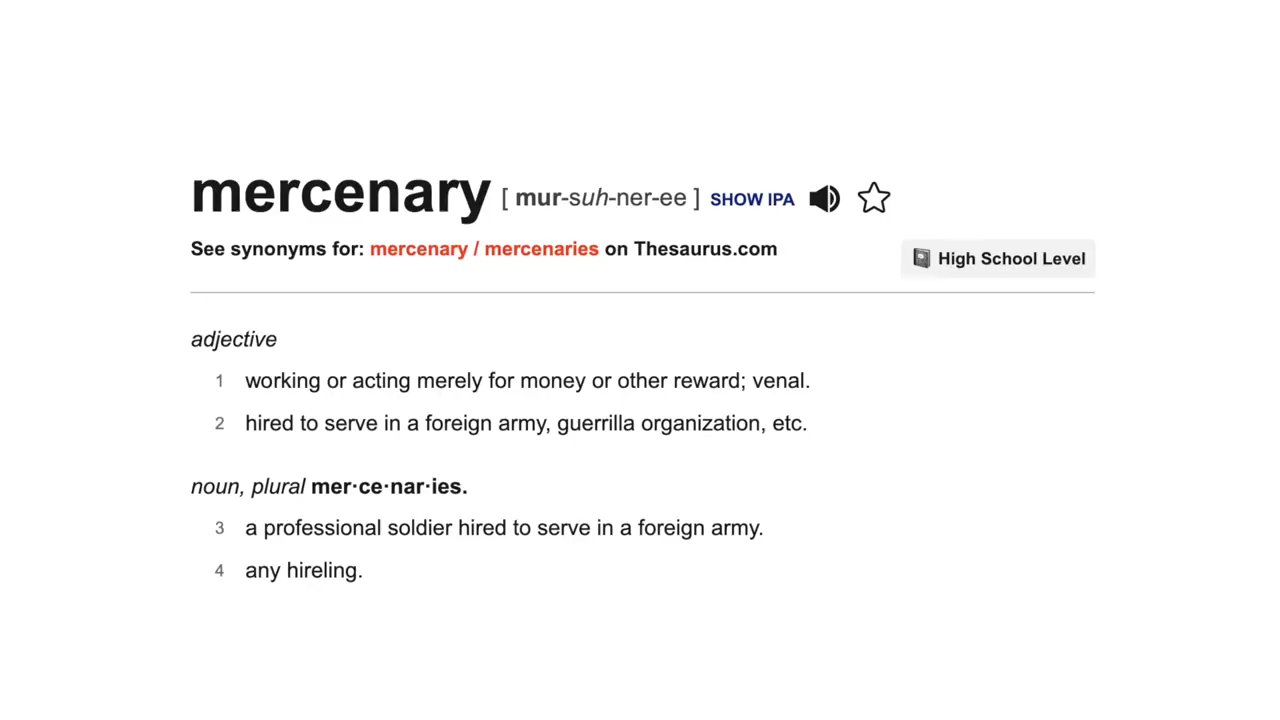 mercenary [ mur-suh-ner-ee ] SHOW IPA
See synonyms for: mercenary / mercenaries on Thesaurus.com
High School Level
adjective
1 working or acting merely for money or other reward; venal.
2 hired to serve in a foreign army, guerrilla organization, etc.
noun, plural mer·ce·nar·ies.
3 a professional soldier hired to serve in a foreign army.
4 any hireling.